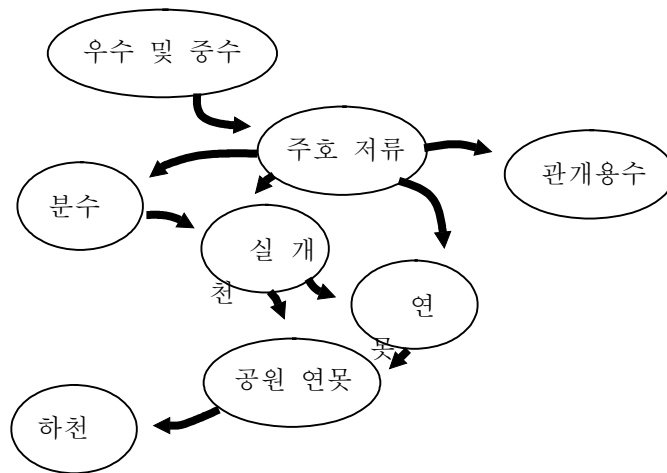 우수 및 중수
주호 저류
관개용수
분수
실 개
천
연
못
공원 연못
하천